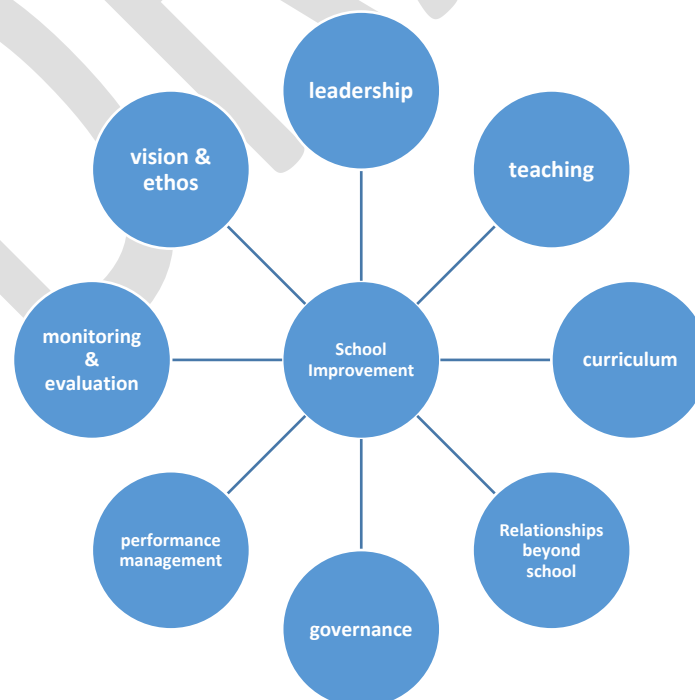 leadership
vision &
ethos
teaching
monitoring
&
evaluation
School
Improvement
curriculum
performance
management
Relationships
beyond
school
governance